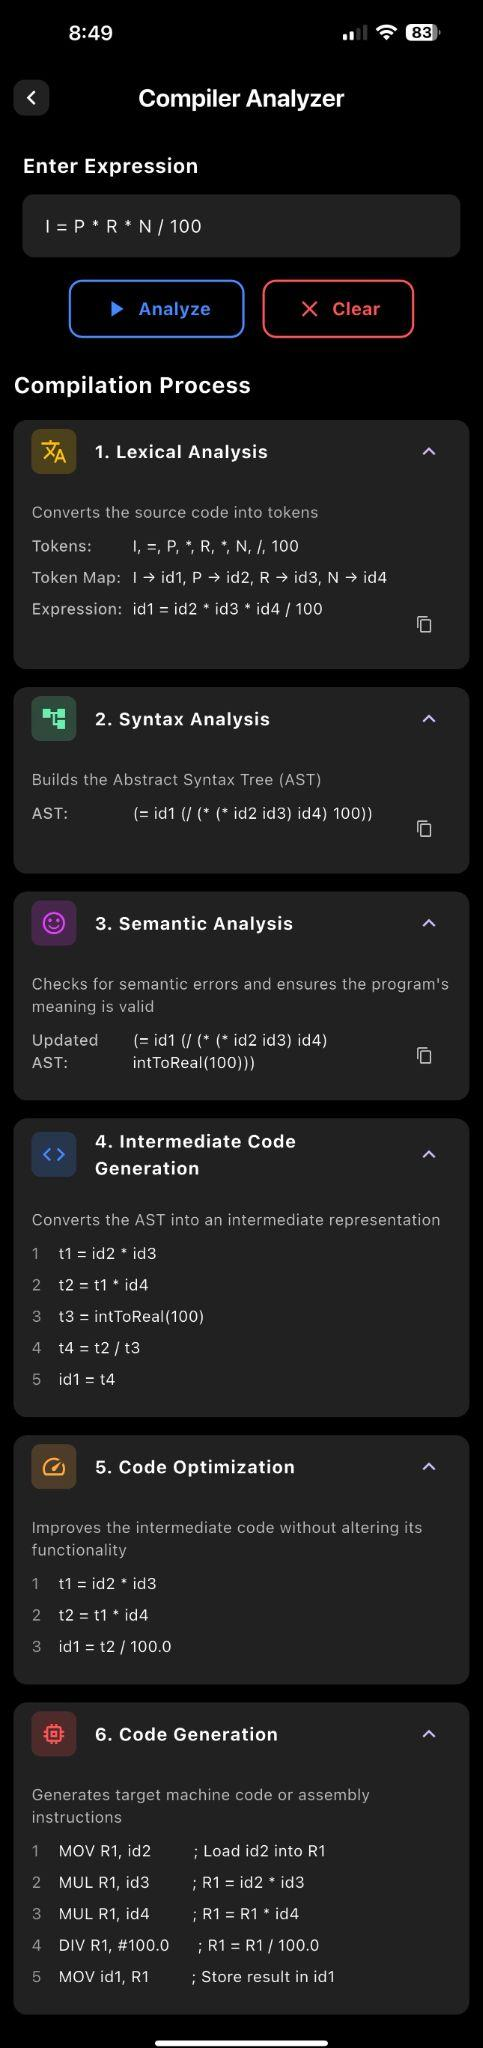 8:49
83
Compiler Analyzer
Enter Expression
I = P * R * N / 100
Analyze
Clear
Compilation Process
1. Lexical Analysis
Converts the source code into tokens
Tokens: I, =, P, *, R, *, N, /, 100
Token Map: I → id1, P → id2, R → id3, N → id4
Expression: id1 = id2 * id3 * id4 / 100
2. Syntax Analysis
Builds the Abstract Syntax Tree (AST)
AST: (= id1 (/ (* (* id2 id3) id4) 100))
3. Semantic Analysis
Checks for semantic errors and ensures the program's
meaning is valid
Updated (= id1 (/ (* (* id2 id3) id4)
AST: intToReal(100)))
4. Intermediate Code
Generation
Converts the AST into an intermediate representation
1 t1 = id2 * id3
2 t2 = t1 * id4
3 t3 = intToReal(100)
4 t4 = t2 / t3
5 id1 = t4
5. Code Optimization
Improves the intermediate code without altering its
functionality
1 t1 = id2 * id3
2 t2 = t1 * id4
3 id1 = t2 / 100.0
6. Code Generation
Generates target machine code or assembly
instructions
1 MOV R1, id2 ; Load id2 into R1
2 MUL R1, id3 ; R1 = id2 * id3
3 MUL R1, id4 ; R1 = R1 * id4
4 DIV R1, #100.0 ; R1 = R1 / 100.0
5 MOV id1, R1 ; Store result in id1